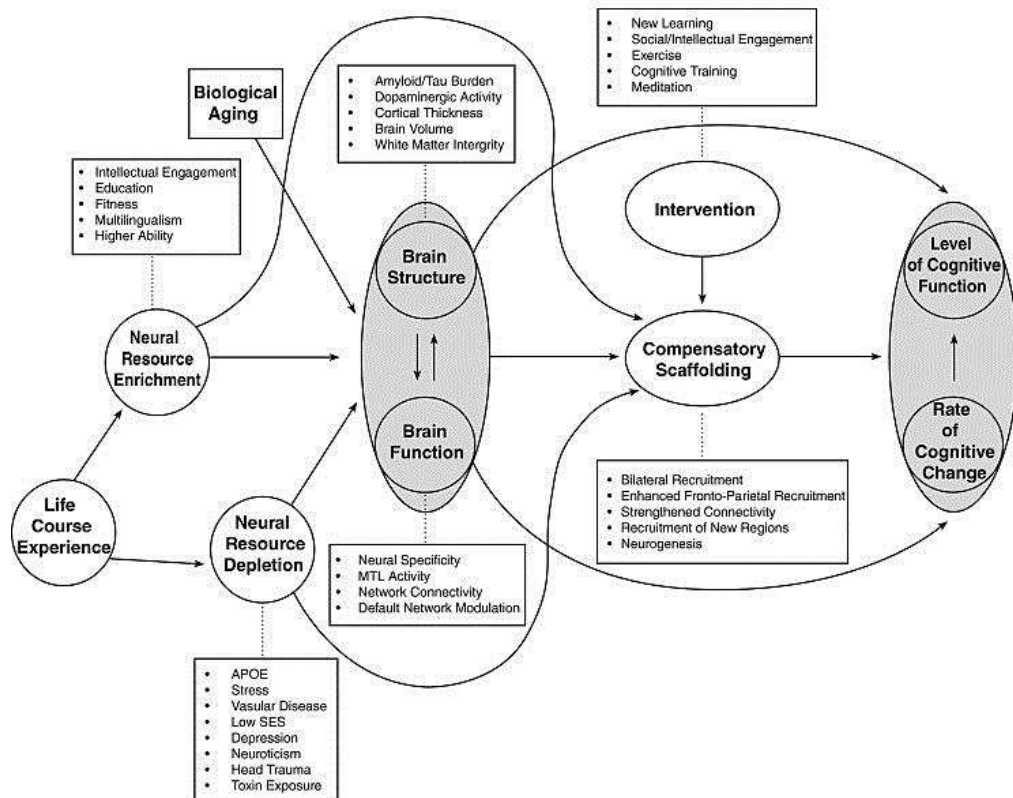 • New Learning
• Social/Intellectual Engagement
• Exercise
• Cognitive Training
• Meditation
Biological
Aging
• Amyloid/Tau Burden
• Dopaminergic Activity
• Cortical Thickness
• Brain Volume
• White Matter Intergrity
• Intellectual Engagement
• Education
• Fitness
• Multilingualism
• Higher Ability
Intervention
Brain
Structure
Level
of Cognitive
Function
Neural
Resource
Enrichment
Compensatory
Scaffolding
Brain
Function
Rate
of
Cognitive
Change
Life
Course
Experience
Neural
Resource
Depletion
• Bilateral Recruitment
• Enhanced Fronto-Parietal Recruitment
• Strengthened Connectivity
• Recruitment of New Regions
• Neurogenesis
• Neural Specificity
• MTL Activity
• Network Connectivity
• Default Network Modulation
• APOE
• Stress
• Vasular Disease
• Low SES
• Depression
• Neuroticism
• Head Trauma
• Toxin Exposure